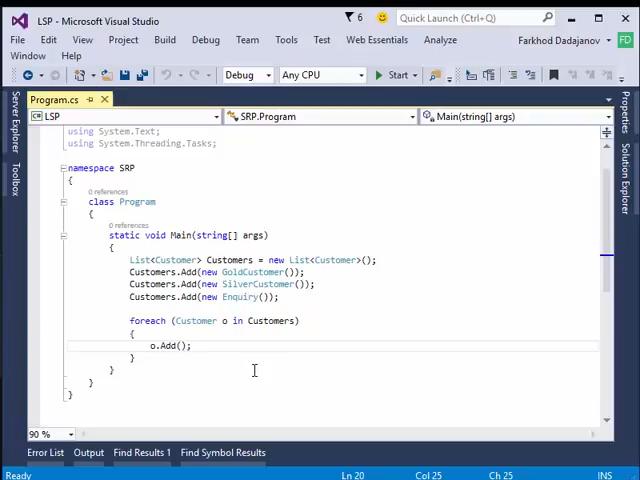 LSP - Microsoft Visual Studio
6
Quick Launch (Ctrl+Q)
File Edit View Project Build Debug Team Tools Test Web Essentials Analyze
Farkhod Dadajanov
FD
Window Help
Debug
Any CPU
Start
Server Explorer
Toolbox
Program.cs
LSP
SRP.Program
Main(string[] args)
using System.Text;
using System.Threading.Tasks;
namespace SRP
{
0 references
class Program
{
0 references
static void Main(string[] args)
{
List<Customer> Customers = new List<Customer>();
Customers.Add(new GoldCustomer());
Customers.Add(new SilverCustomer());
Customers.Add(new Enquiry());
foreach (Customer o in Customers)
{
o.Add();
}
}
}
}
Properties
Solution Explorer
90 %
Error List Output Find Results 1 Find Symbol Results
Ready Ln 20 Col 25 Ch 25 INS